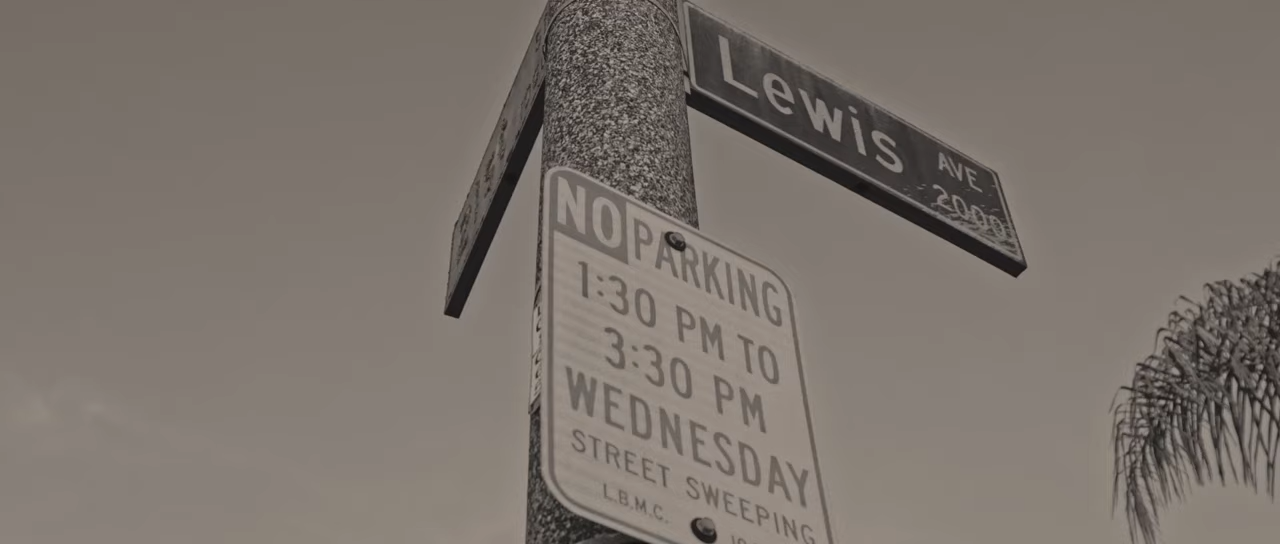 Lewis AVE
2000
NO PARKING
1:30 PM TO
3:30 PM
WEDNESDAY
STREET SWEEPING
L.B.M.C.